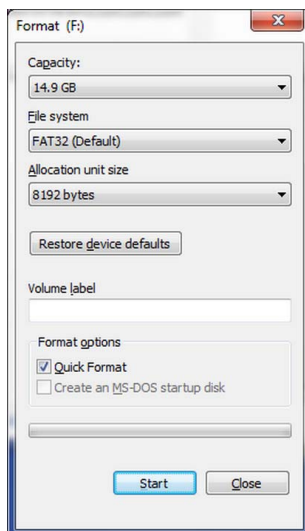 Format (F:)
Capacity:
14.9 GB
File system
FAT32 (Default)
Allocation unit size
8192 bytes
Restore device defaults
Volume label
Format options
Quick Format
Create an MS-DOS startup disk
Start
Close